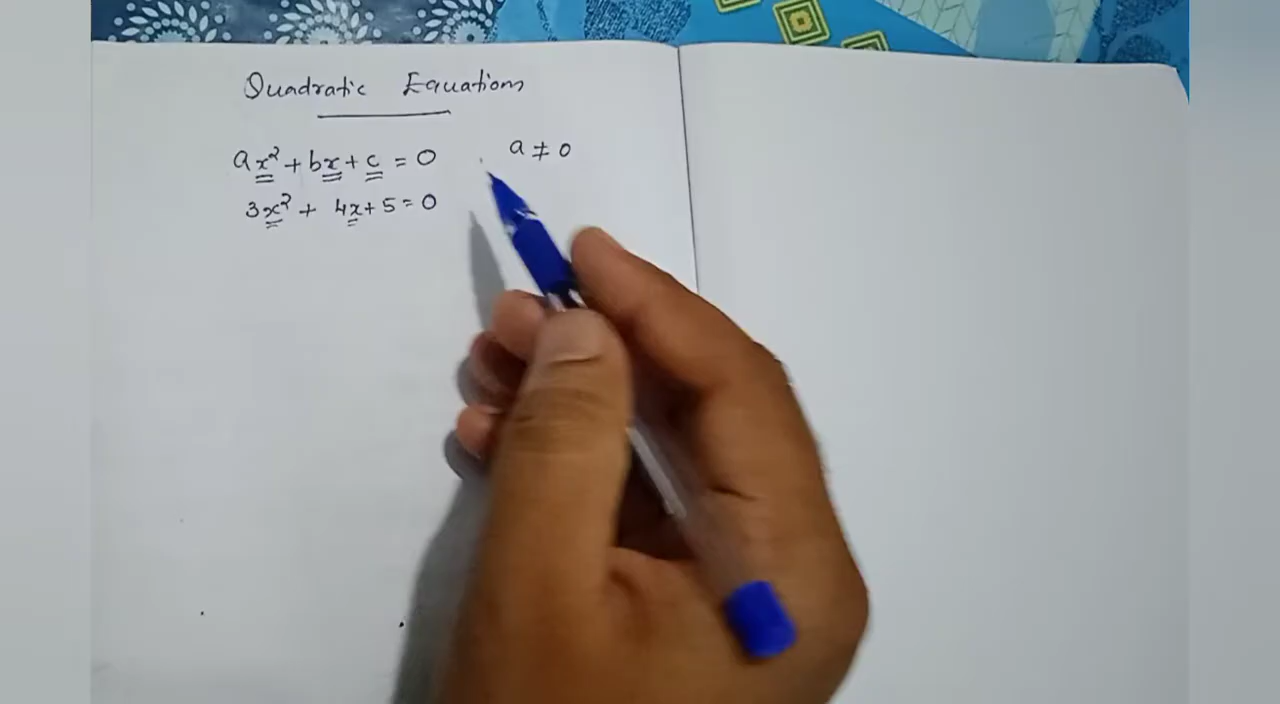 Quadratic Equations
ax² + bx + c = 0 a ≠ 0
3x² + 4x + 5 = 0